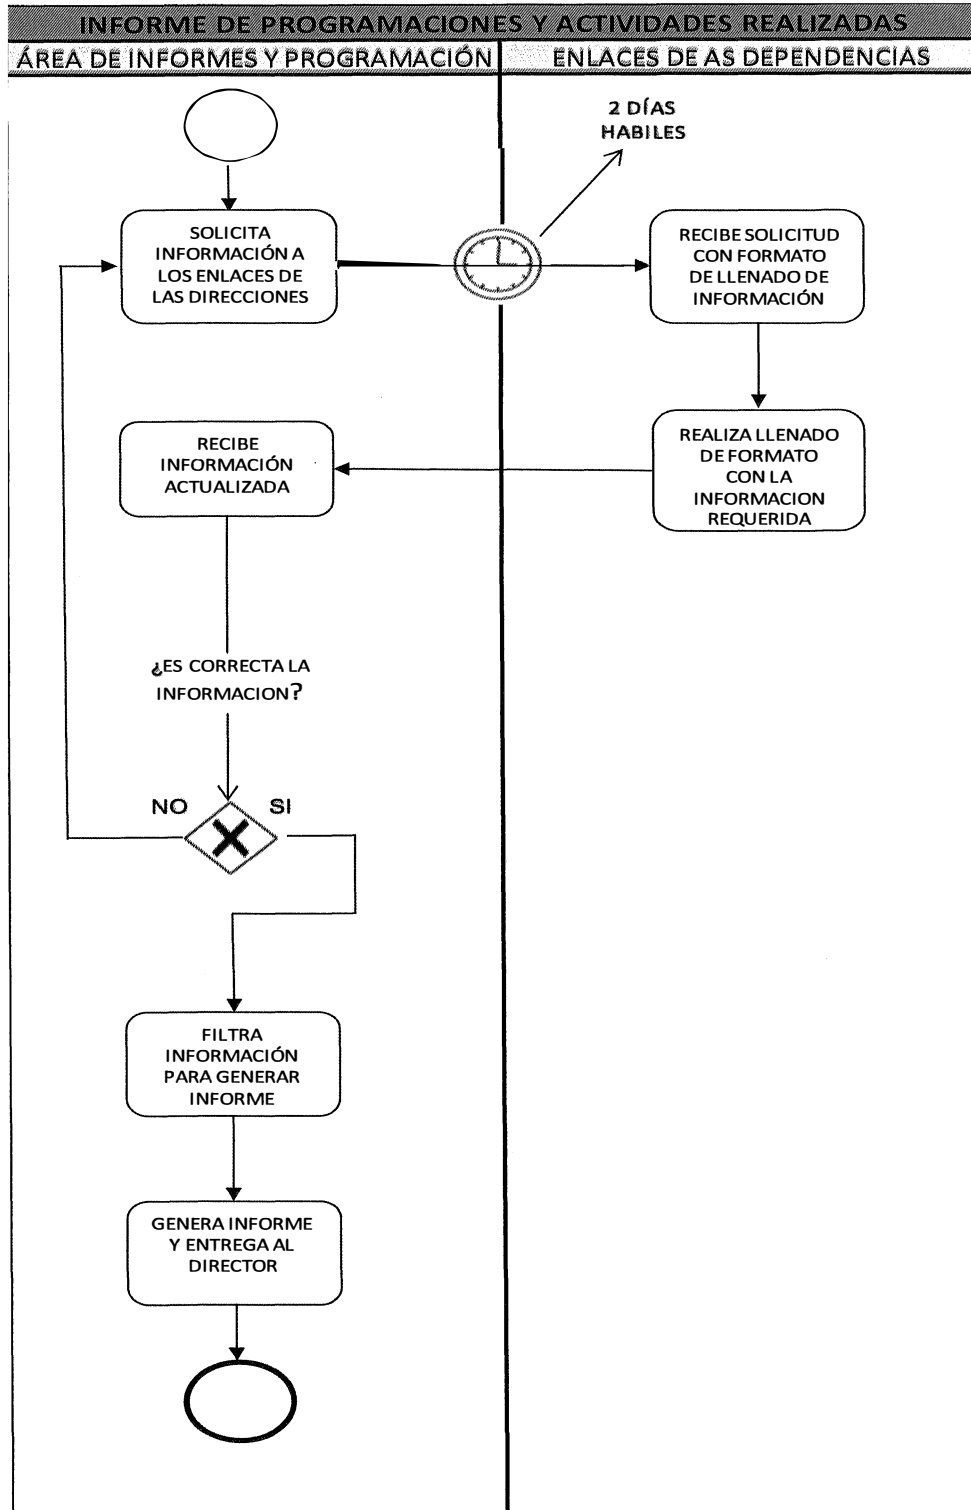 INFORME DE PROGRAMACIONES Y ACTIVIDADES REALIZADAS
ÁREA DE INFORMES Y PROGRAMACIÓN
ENLACES DE AS DEPENDENCIAS
2 DÍAS
HABILES
SOLICITA
INFORMACIÓN A
LOS ENLACES DE
LAS DIRECCIONES
RECIBE SOLICITUD
CON FORMATO
DE LLENADO DE
INFORMACIÓN
RECIBE
INFORMACIÓN
ACTUALIZADA
REALIZA LLENADO
DE FORMATO
CON LA
INFORMACION
REQUERIDA
¿ES CORRECTA LA
INFORMACION?
NO
SI
FILTRA
INFORMACIÓN
PARA GENERAR
INFORME
GENERA INFORME
Y ENTREGA AL
DIRECTOR